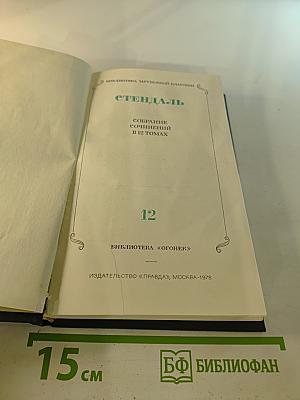 БИБЛИОТЕКА ЗАРУБЕЖНОЙ КЛАССИКИ
СТЕНДАЛЬ
СОБРАНИЕ
СОЧИНЕНИЙ
В 12 ТОМАХ
12
БИБЛИОТЕКА «ОГОНЕК»
ИЗДАТЕЛЬСТВО «ПРАВДА», МОСКВА-1978
15 см
БФ БИБЛИОФАН